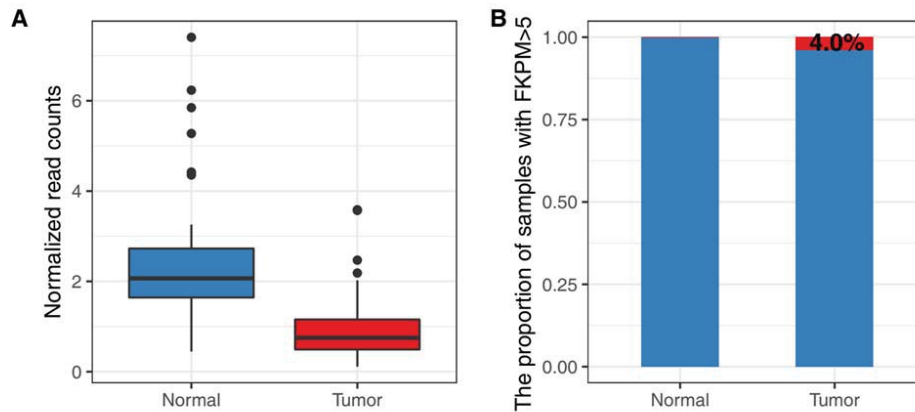 A
Normalized read counts
6
4
2
0
Normal
Tumor
B
The proportion of samples with FKPM>5
1.00
0.75
0.50
0.25
0.00
4.0%
Normal
Tumor